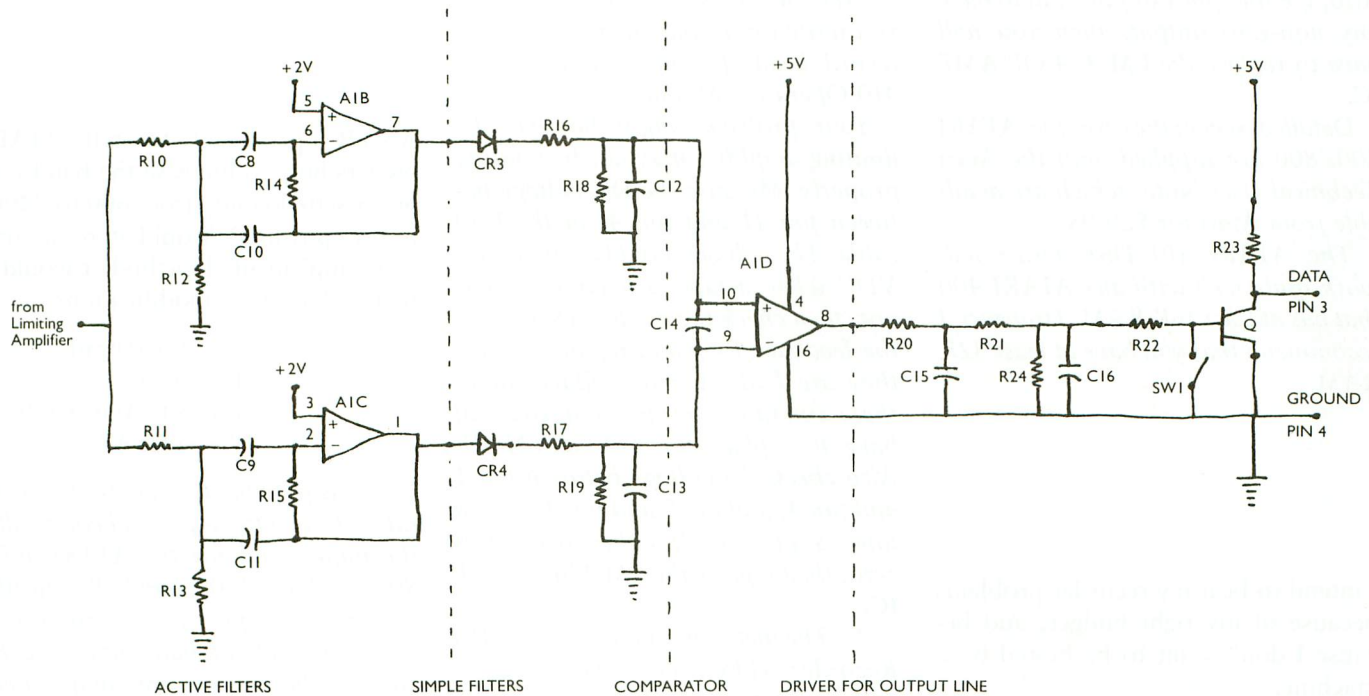 +2V
5
A1B
7
6
R10
C8
R14
C10
R12
CR3
R16
R18
C12
+5V
+5V
R23
DATA
PIN 3
A1D
10
4
8
C14
9
16
R20
R21
R22
Q
C15
R24
C16
SW1
GROUND
PIN 4
from
Limiting
Amplifier
+2V
3
A1C
1
2
R11
C9
R15
C11
R13
CR4
R17
R19
C13
ACTIVE FILTERS
SIMPLE FILTERS
COMPARATOR
DRIVER FOR OUTPUT LINE